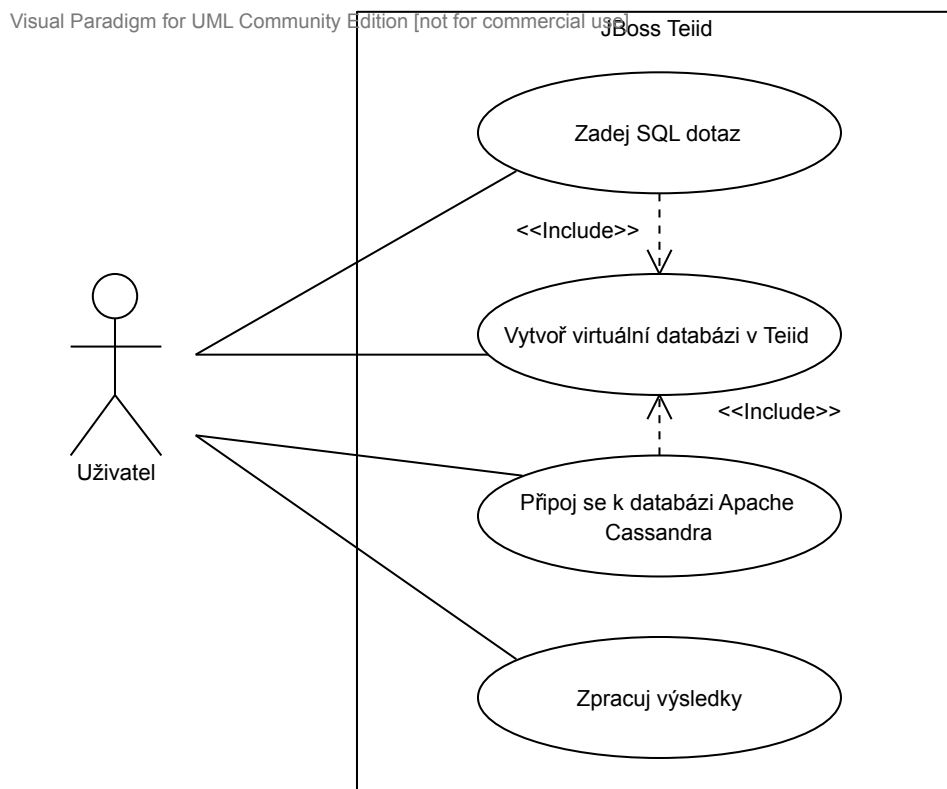 Visual Paradigm for UML Community Edition [not for commercial use]
JBoss Teiid
Zadej SQL dotaz
<<Include>>
Vytvoř virtuální databázi v Teiid
<<Include>>
Uživatel
Připoj se k databázi Apache
Cassandra
Zpracuj výsledky